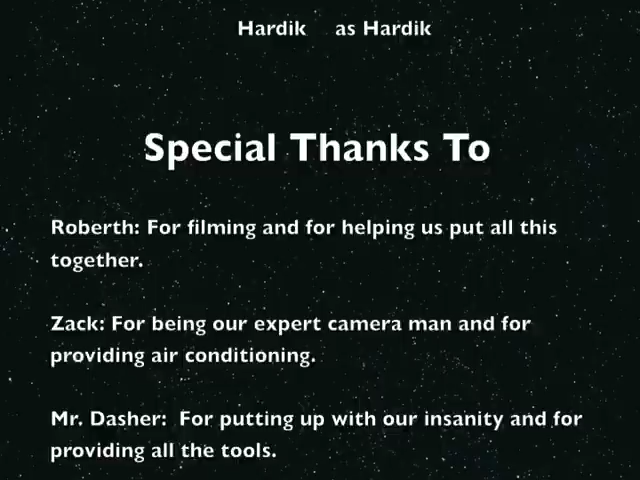 Hardik as Hardik
Special Thanks To
Roberth: For filming and for helping us put all this
together.
Zack: For being our expert camera man and for
providing air conditioning.
Mr. Dasher: For putting up with our insanity and for
providing all the tools.